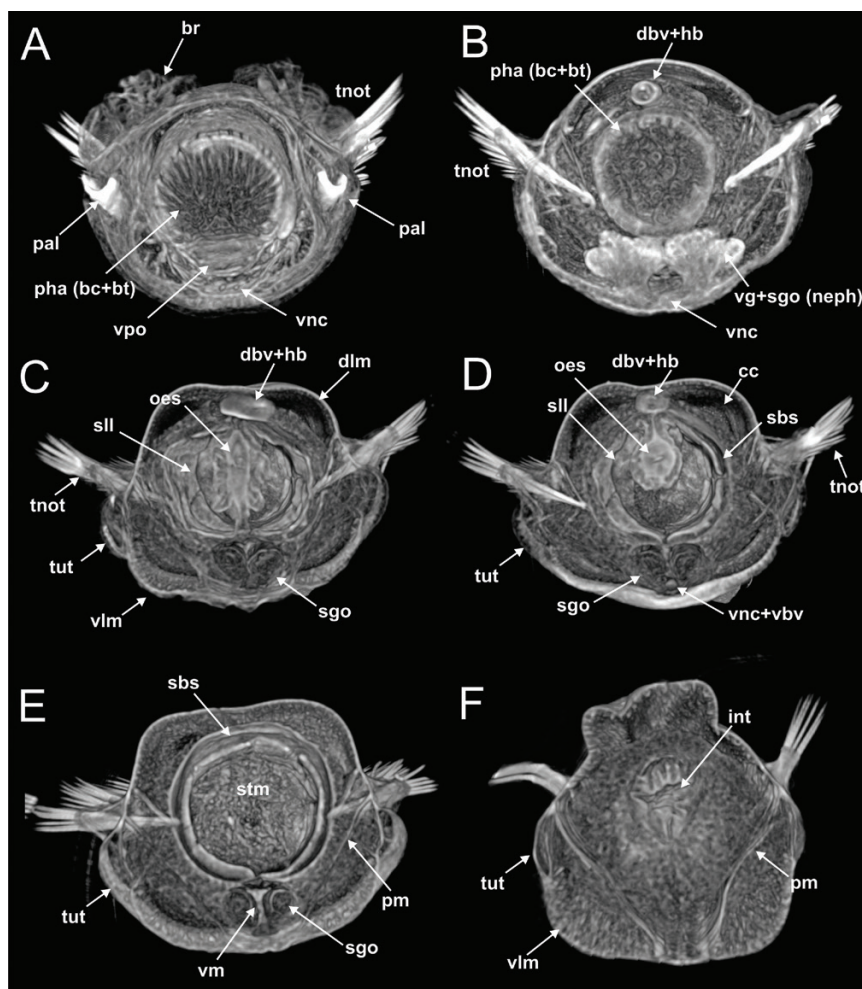 A
br
tnot
pal
pal
pha (bc+bt)
vpo
vnc
B
dbv+hb
pha (bc+bt)
tnot
vg+sgo (neph)
vnc
C
dbv+hb
dlm
oes
sll
tnot
tut
vlm
sgo
D
dbv+hb
oes
cc
sll
sbs
tnot
tut
sgo
vnc+vbv
E
sbs
stm
tut
pm
vm
sgo
F
int
tut
pm
vlm